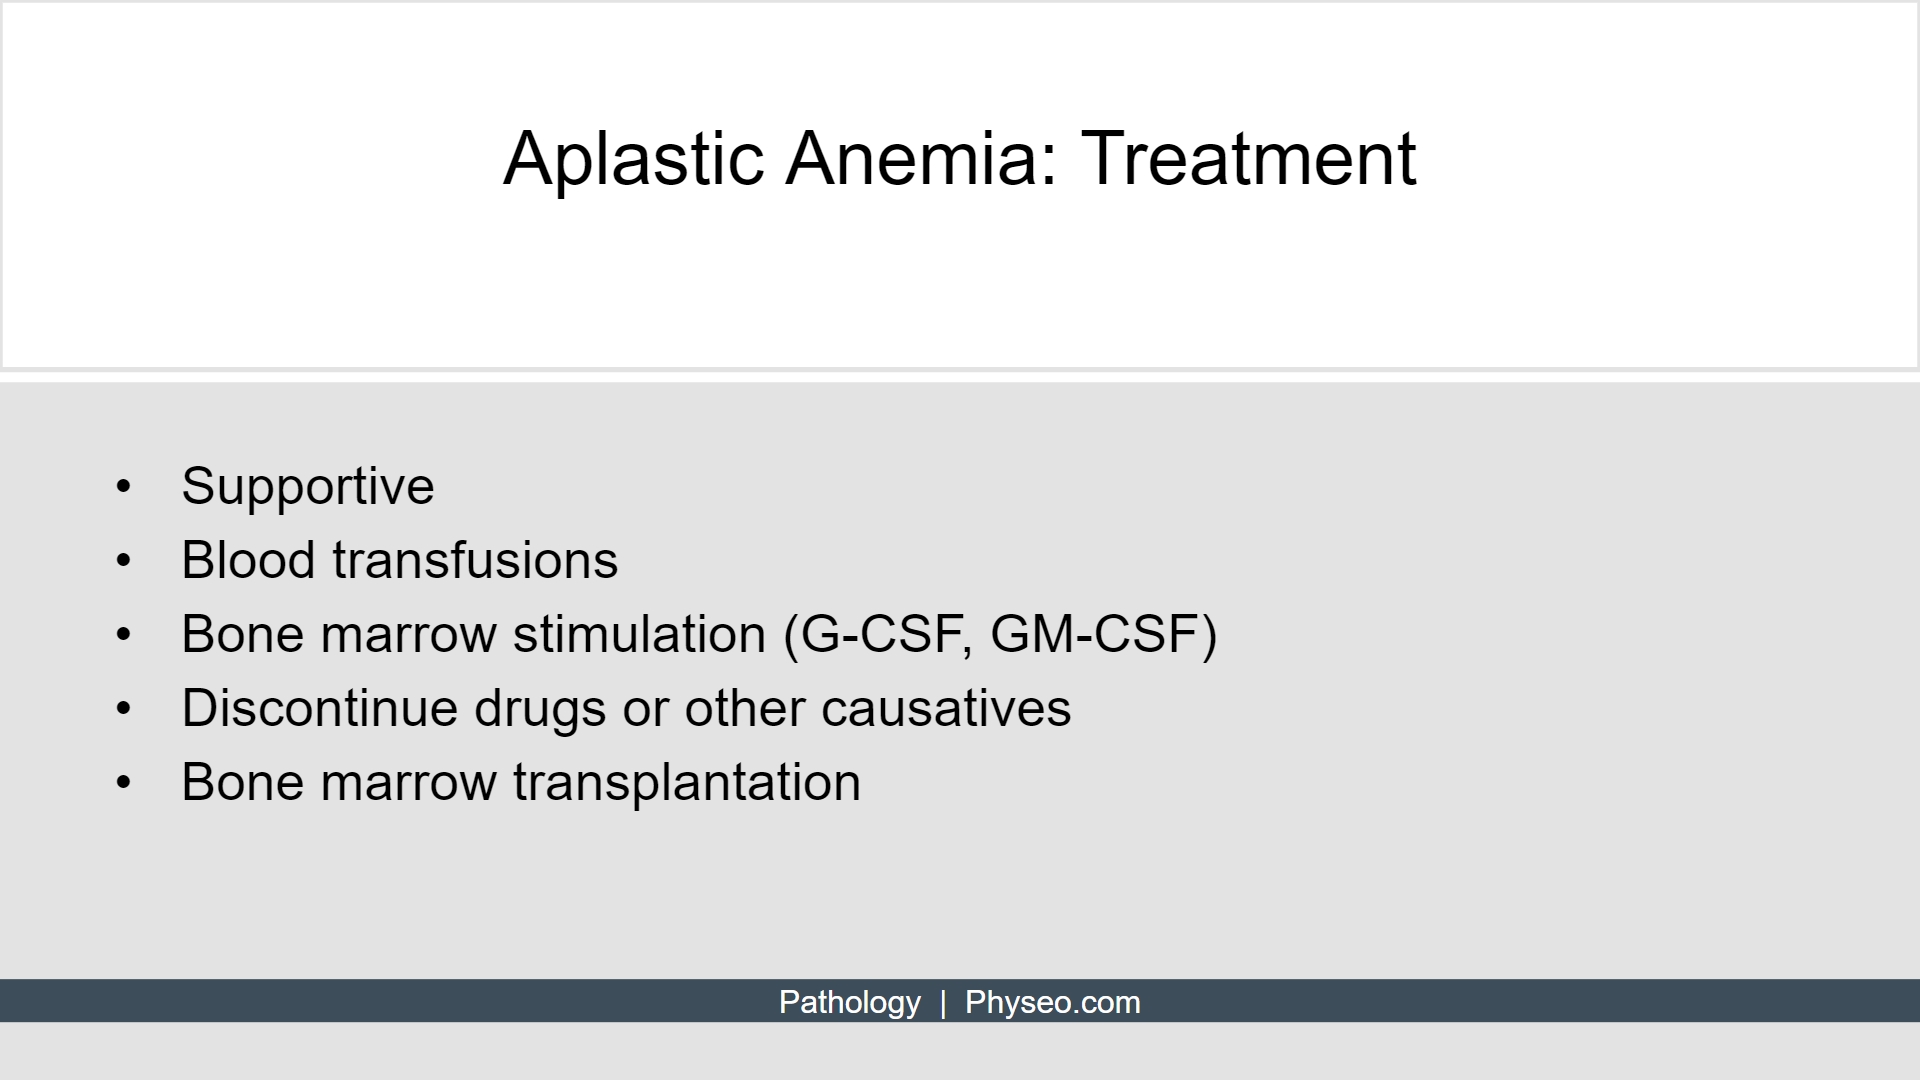 Aplastic Anemia: Treatment
• Supportive
• Blood transfusions
• Bone marrow stimulation (G-CSF, GM-CSF)
• Discontinue drugs or other causatives
• Bone marrow transplantation
Pathology | Physeo.com